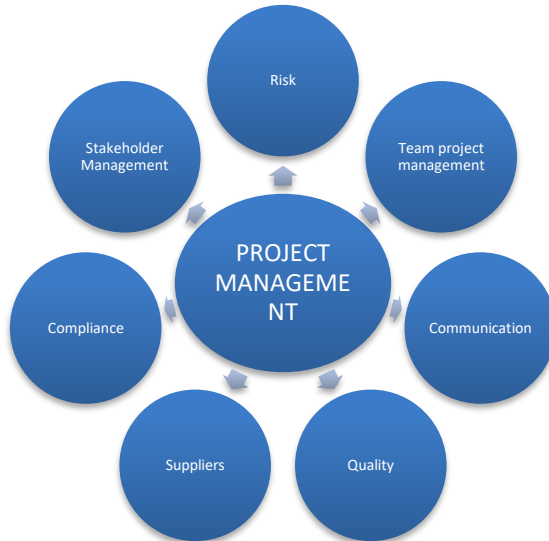 Risk
Stakeholder
Management
Team project
management
PROJECT
MANAGEME
NT
Compliance
Communication
Suppliers
Quality